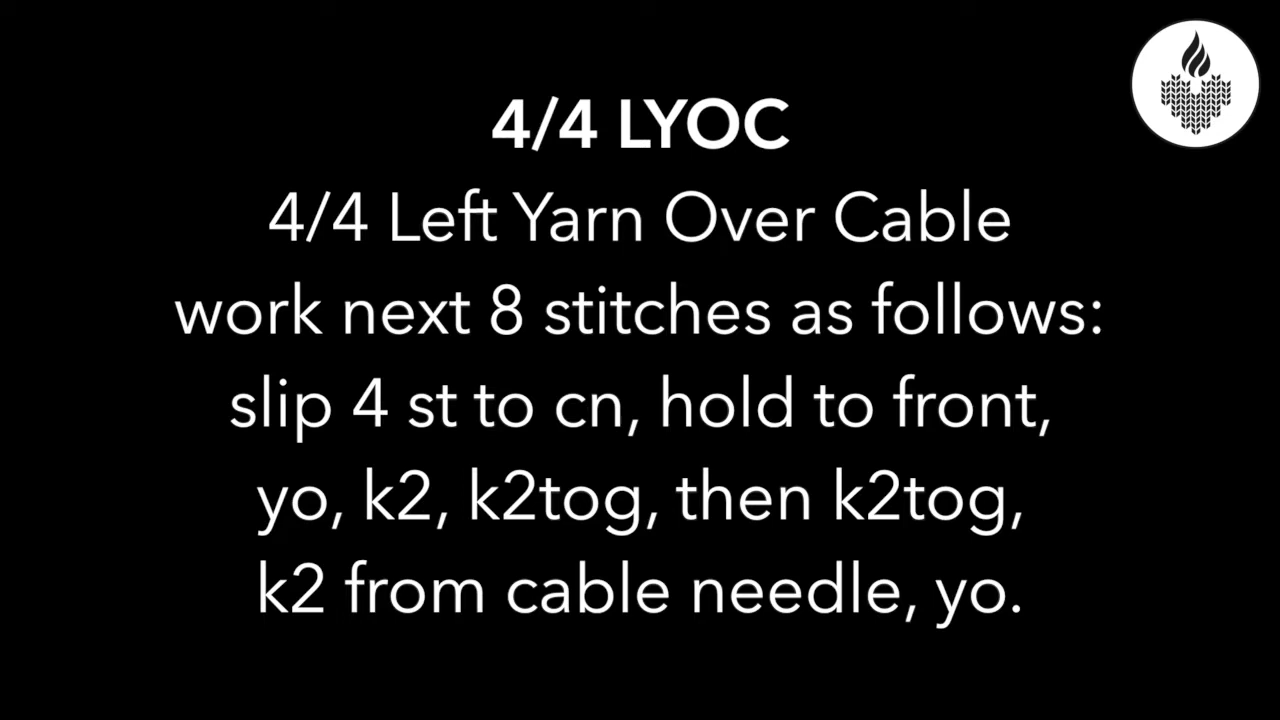 4/4 LYOC
4/4 Left Yarn Over Cable
work next 8 stitches as follows:
slip 4 st to cn, hold to front,
yo, k2, k2tog, then k2tog,
k2 from cable needle, yo.